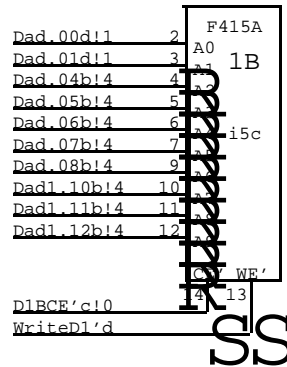 F415A
Dad.00d!1 2 A0 1B
Dad.01d!1 3 A1
Dad.04b!4 4
Dad.05b!4 5
Dad.06b!4 6 i5c
Dad.07b!4 7
Dad.08b!4 9
Dad1.10b!4 10
Dad1.11b!4 11
Dad1.12b!4 12
WE'
14 13
D1BCE'c!0
WriteD1'd
SS